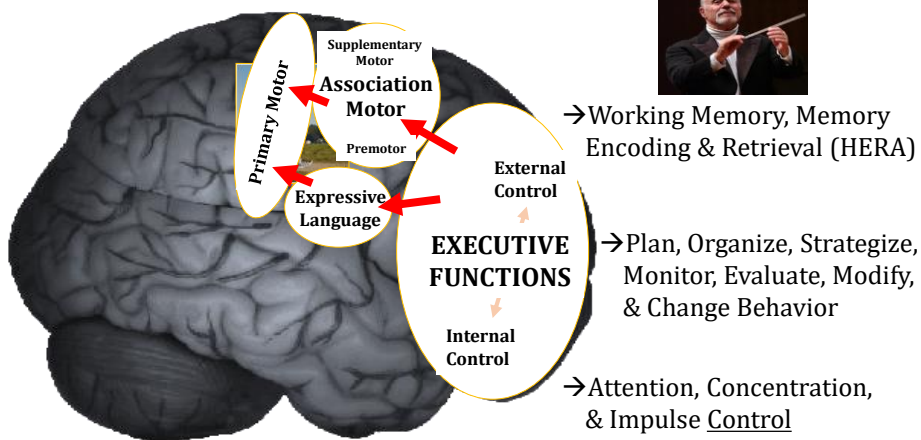 Primary Motor
Supplementary
Motor
Association
Motor
Premotor
Expressive
Language
External
Control
EXECUTIVE
FUNCTIONS
Internal
Control
→Working Memory, Memory
Encoding & Retrieval (HERA)
→Plan, Organize, Strategize,
Monitor, Evaluate, Modify,
& Change Behavior
→Attention, Concentration,
& Impulse Control